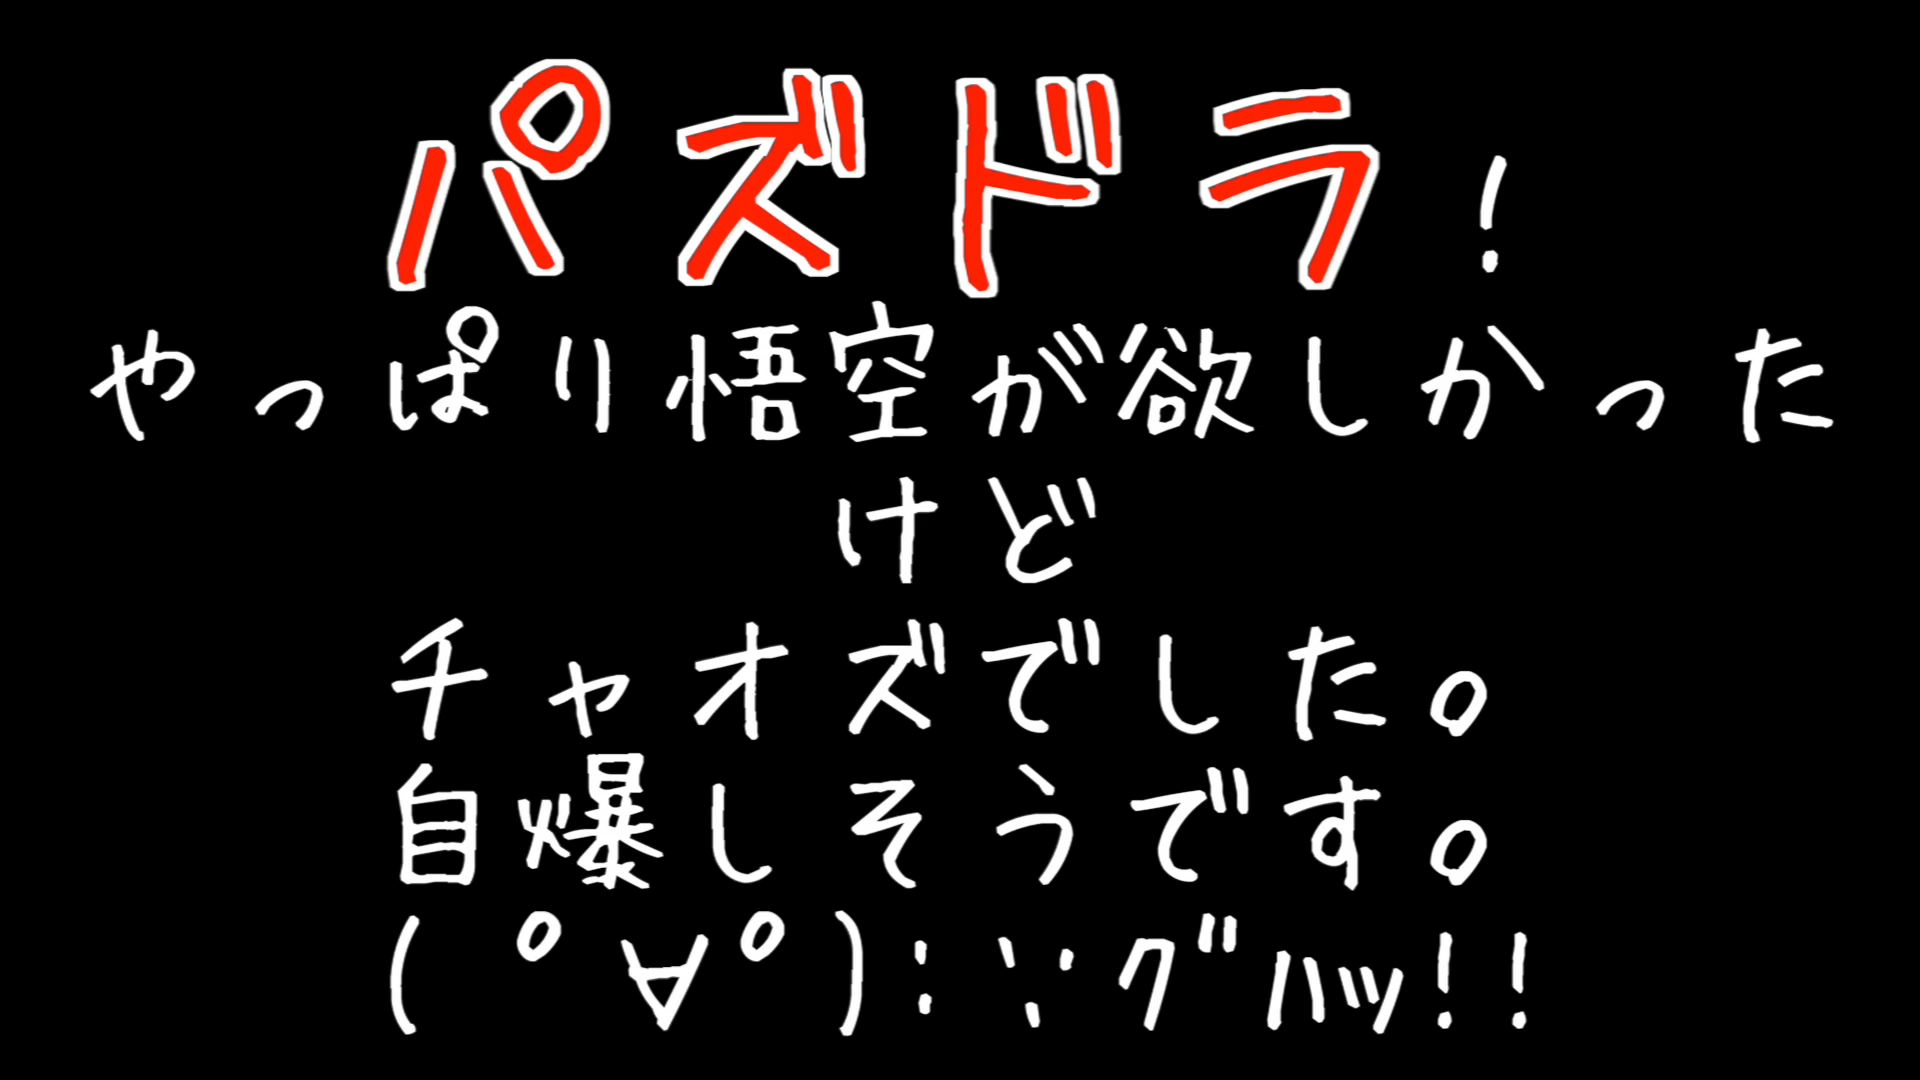 パズドラ!
やっぱり悟空が欲しかった
けど
チャオズでした。
自爆しそうです。
( ゚∀゚):∵グハッ!!